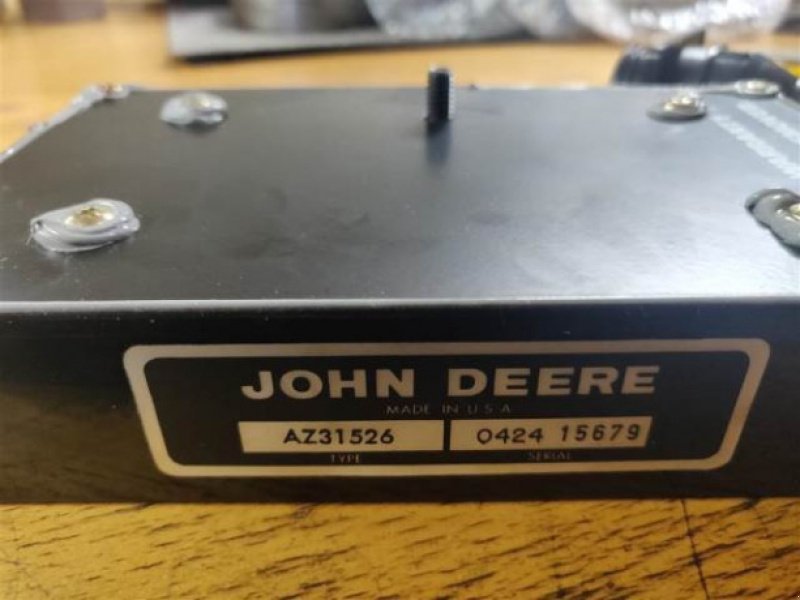 JOHN DEERE
MADE IN U.S.A
AZ31526 0424 15679
TYPE SERIAL